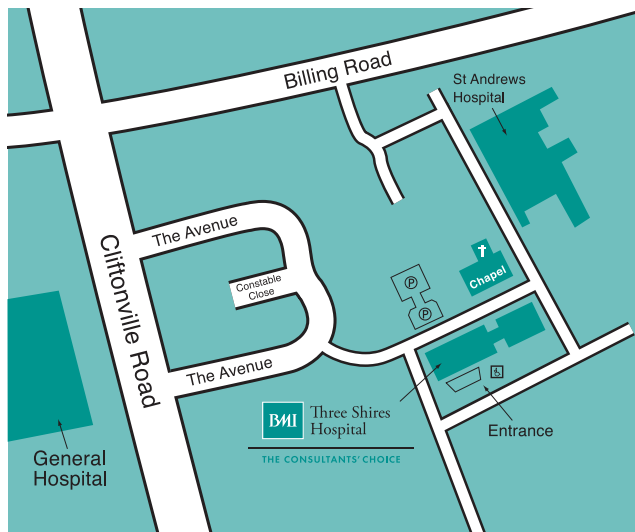 Billing Road
St Andrews
Hospital
The Avenue
Cliftonville Road
Constable
Close
P
P
Chapel
The Avenue
BMI Three Shires
Hospital
THE CONSULTANTS' CHOICE
Entrance
General
Hospital